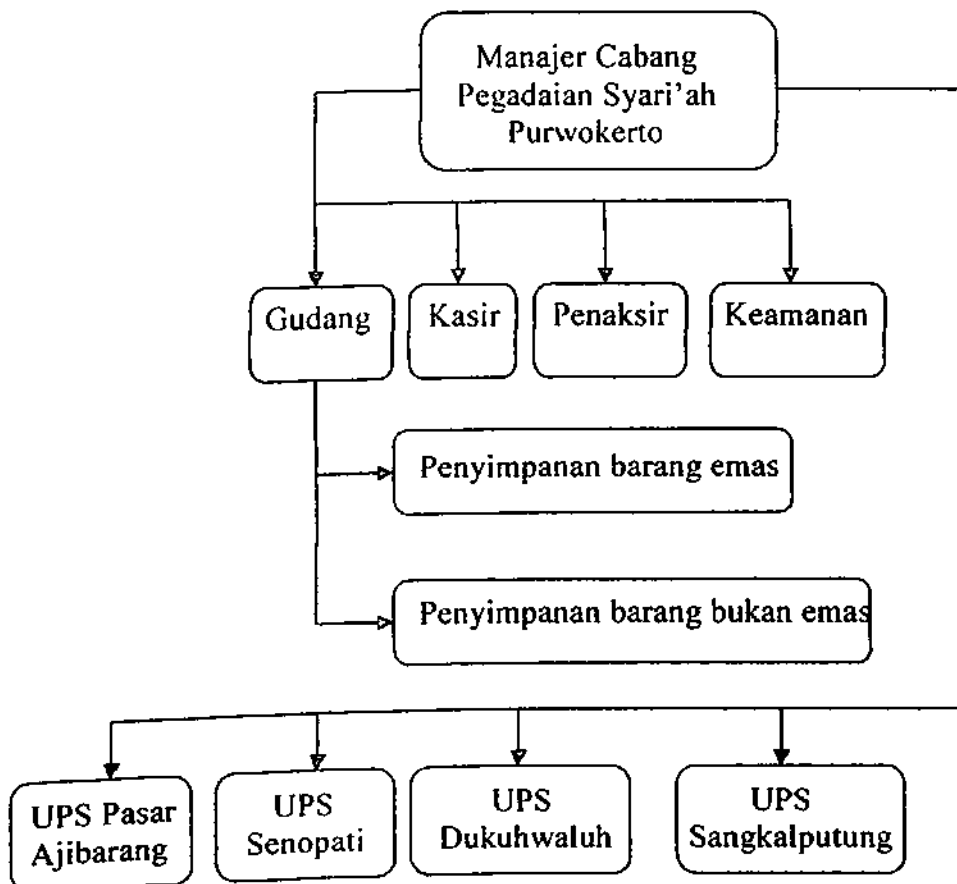 Manajer Cabang
Pegadaian Syari'ah
Purwokerto
Gudang
Kasir
Penaksir
Keamanan
Penyimpanan barang emas
Penyimpanan barang bukan emas
UPS Pasar
Ajibarang
UPS
Senopati
UPS
Dukuhwaluh
UPS
Sangkalputung